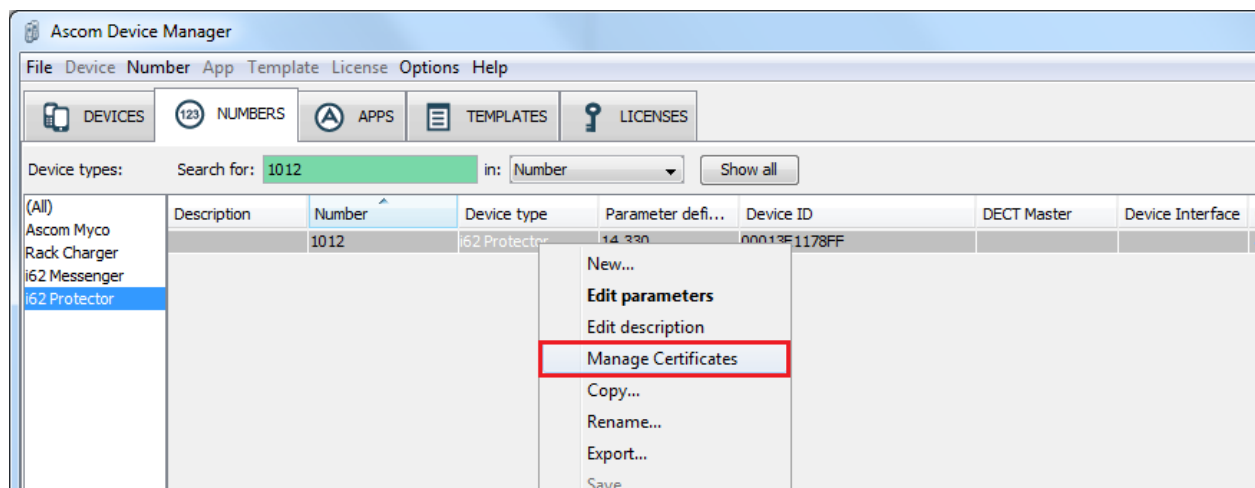 Ascom Device Manager
File Device Number App Template License Options Help
DEVICES 123 NUMBERS A APPS TEMPLATES LICENSES
Device types: Search for: 1012 in: Number Show all
(All)
Ascom Myco
Rack Charger
i62 Messenger
i62 Protector
Description Number Device type Parameter defi... Device ID DECT Master Device Interface
1012 i62 Protector 14.330 00013E1178FF
New...
Edit parameters
Edit description
Manage Certificates
Copy...
Rename...
Export...
Save